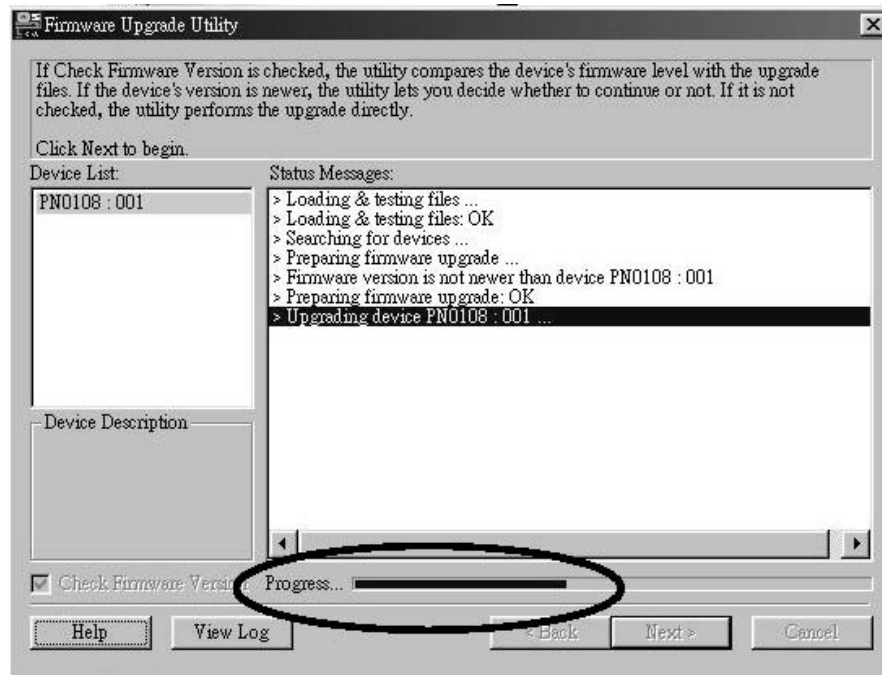 Firmware Upgrade Utility
If Check Firmware Version is checked, the utility compares the device's firmware level with the upgrade
files. If the device's version is newer, the utility lets you decide whether to continue or not. If it is not
checked, the utility performs the upgrade directly.
Click Next to begin.
Device List:
PN0108 : 001
Status Messages:
> Loading & testing files ...
> Loading & testing files: OK
> Searching for devices ...
> Preparing firmware upgrade ...
> Firmware version is not newer than device PN0108 : 001
> Preparing firmware upgrade: OK
> Upgrading device PN0108 : 001 ...
Device Description
Check Firmware Version
Progress...
Help
View Log
< Back
Next >
Cancel